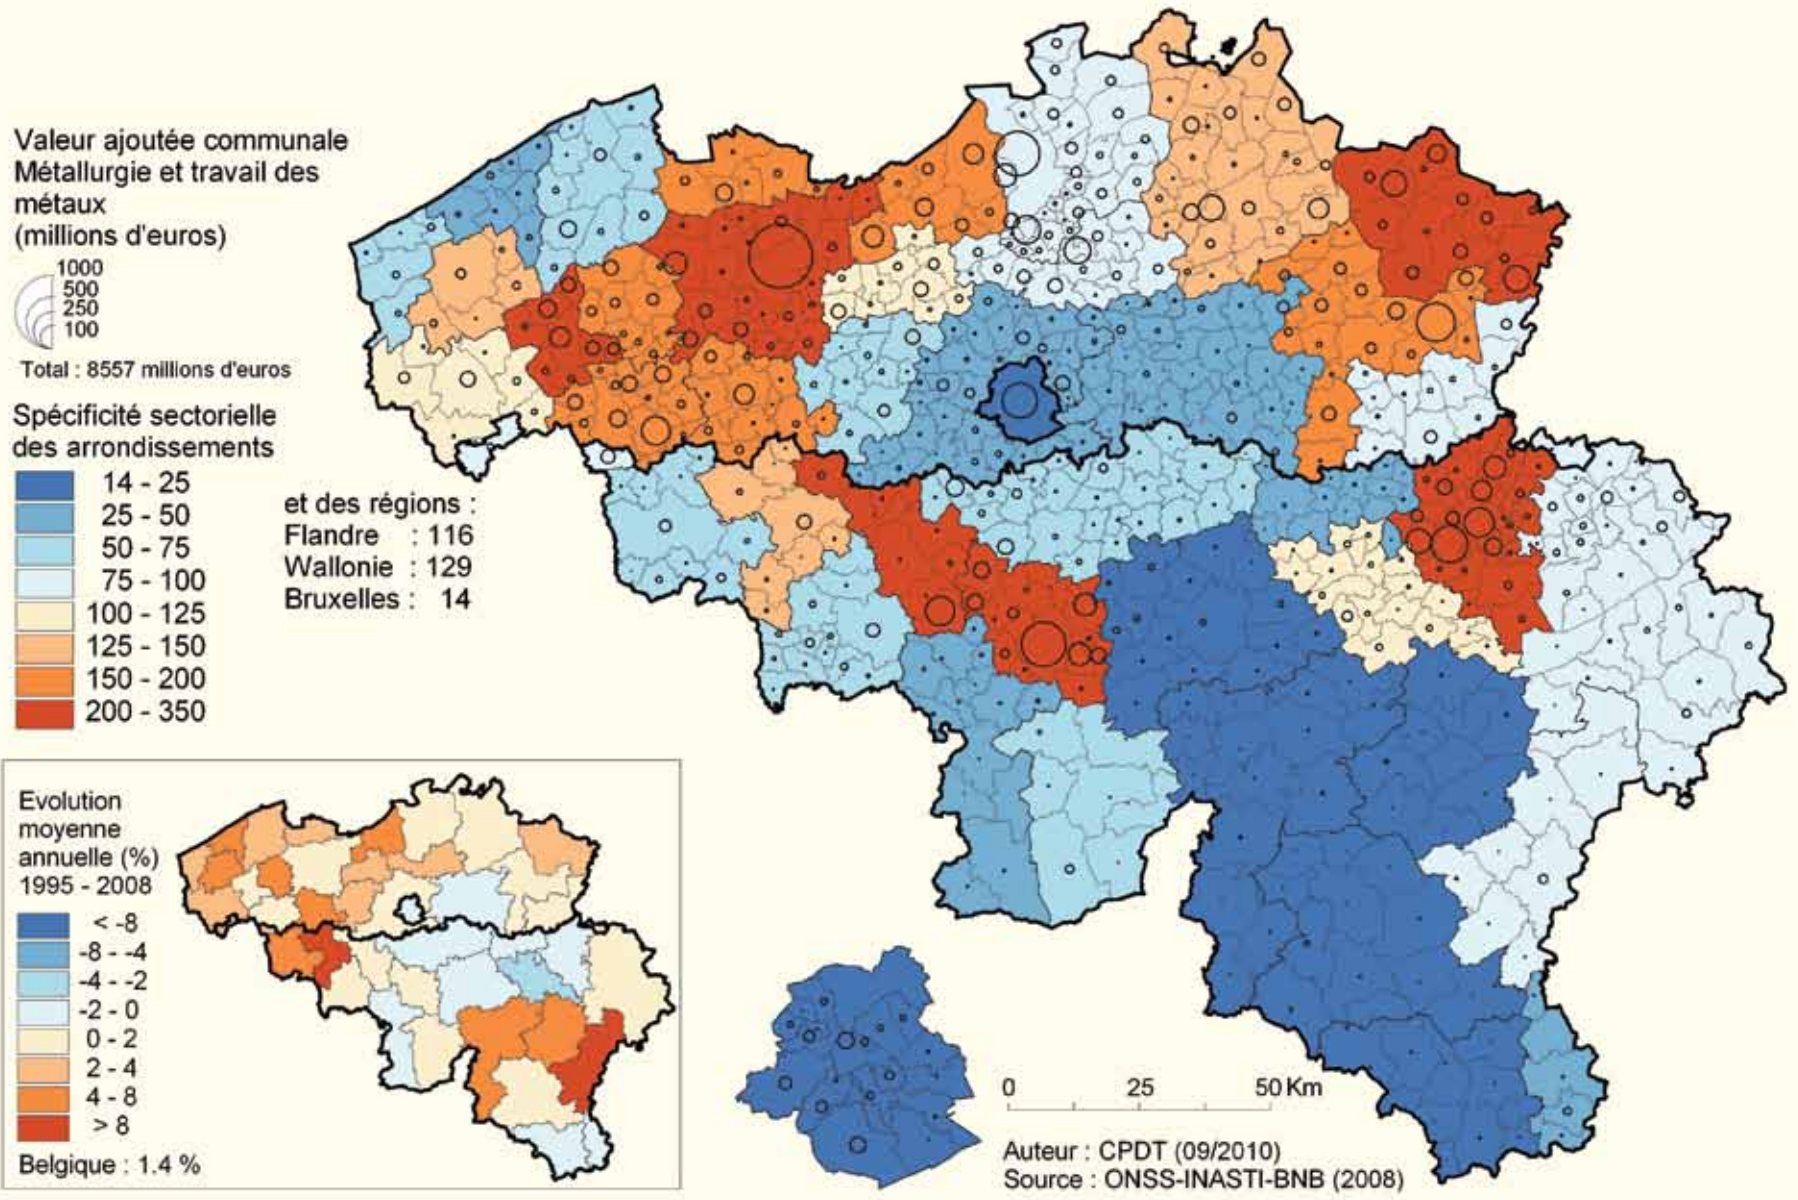 Valeur ajoutée communale
Métallurgie et travail des
métaux
(millions d'euros)
1000
500
250
100
Total : 8557 millions d'euros
Spécificité sectorielle
des arrondissements
14 - 25
25 - 50
50 - 75
75 - 100
100 - 125
125 - 150
150 - 200
200 - 350
et des régions :
Flandre : 116
Wallonie : 129
Bruxelles : 14
Evolution
moyenne
annuelle (%)
1995 - 2008
< -8
-8 - -4
-4 - -2
-2 - 0
0 - 2
2 - 4
4 - 8
> 8
Belgique : 1.4 %
0 25 50 Km
Auteur : CPDT (09/2010)
Source : ONSS-INASTI-BNB (2008)